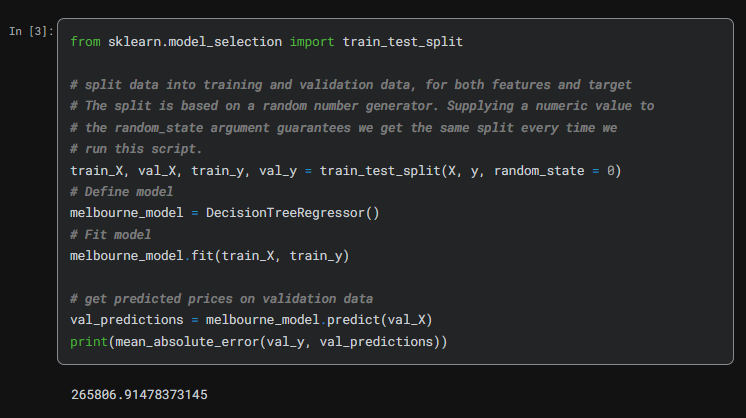 In [3]:
from sklearn.model_selection import train_test_split
# split data into training and validation data, for both features and target
# The split is based on a random number generator. Supplying a numeric value to
# the random_state argument guarantees we get the same split every time we
# run this script.
train_X, val_X, train_y, val_y = train_test_split(X, y, random_state = 0)
# Define model
melbourne_model = DecisionTreeRegressor()
# Fit model
melbourne_model.fit(train_X, train_y)
# get predicted prices on validation data
val_predictions = melbourne_model.predict(val_X)
print(mean_absolute_error(val_y, val_predictions))
265806.91478373145